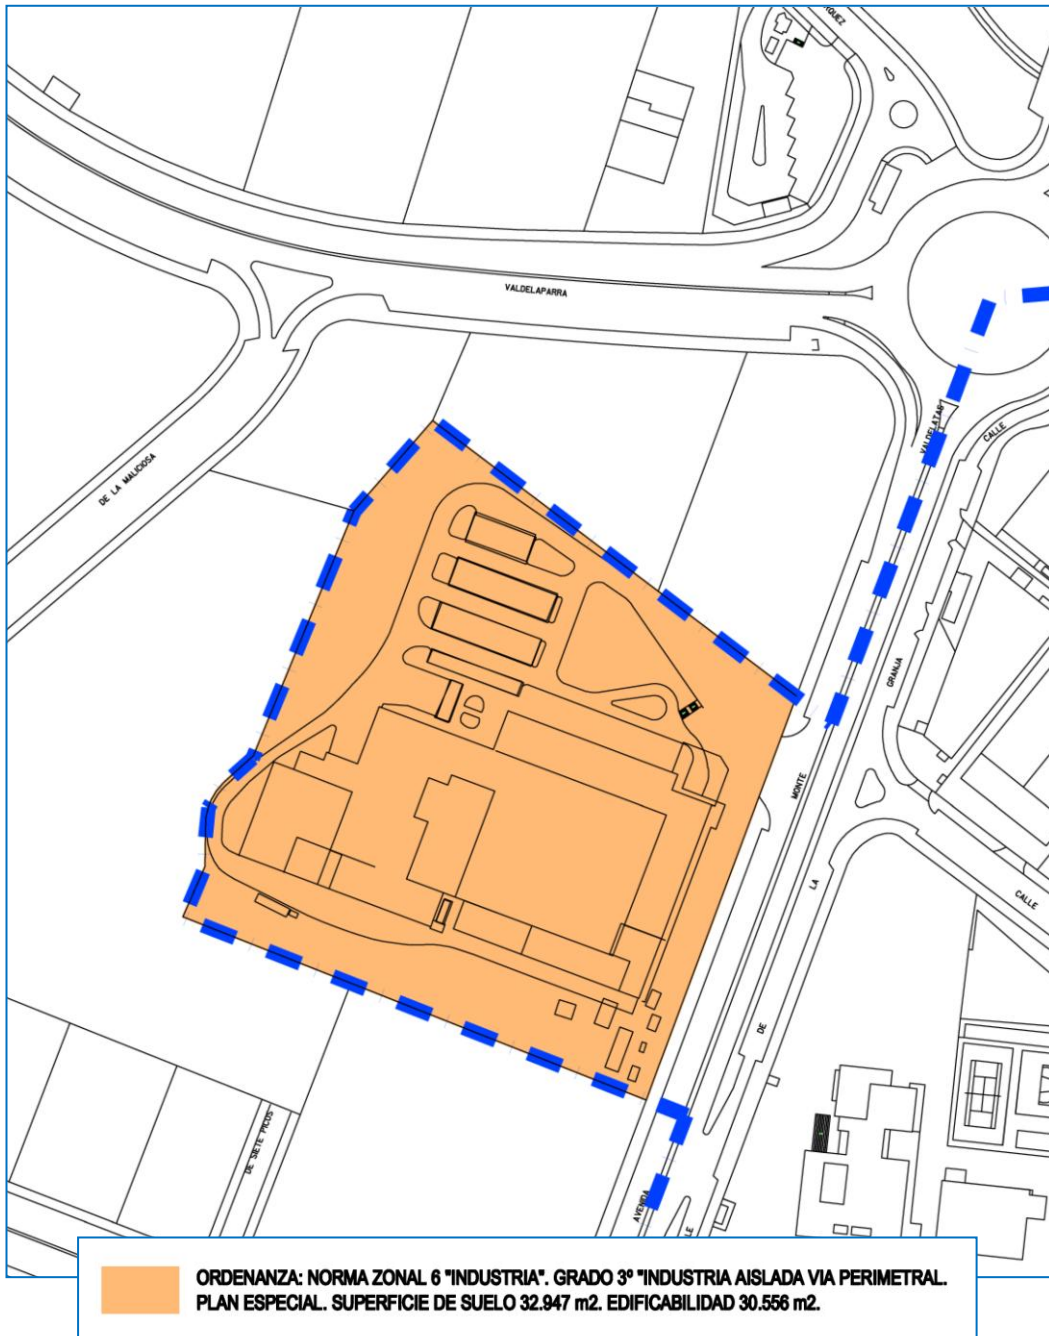 VALDELAPARRA
DE LA MALICIOSA
VALDELATAS
CALLE
GRANJA
MONTE
LA
CALLE
DE
DE SIETE PICOS
AVENIDA
ORDENANZA: NORMA ZONAL 6 "INDUSTRIA". GRADO 3º "INDUSTRIA AISLADA VIA PERIMETRAL.
PLAN ESPECIAL. SUPERFICIE DE SUELO 32.947 m2. EDIFICABILIDAD 30.556 m2.